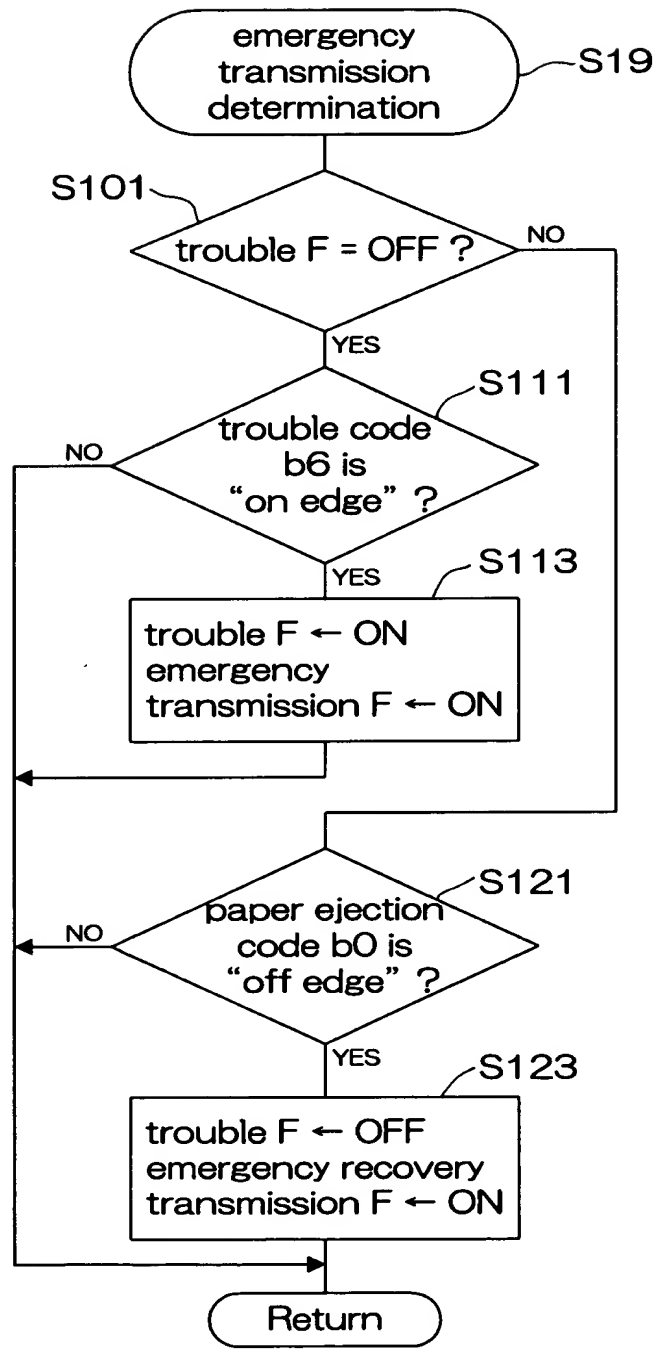 emergency
transmission
determination
S19
S101
trouble F = OFF ?
NO
YES
S111
trouble code
b6 is
“on edge” ?
NO
YES
S113
trouble F ← ON
emergency
transmission F ← ON
S121
paper ejection
code b0 is
“off edge” ?
NO
YES
S123
trouble F ← OFF
emergency recovery
transmission F ← ON
Return